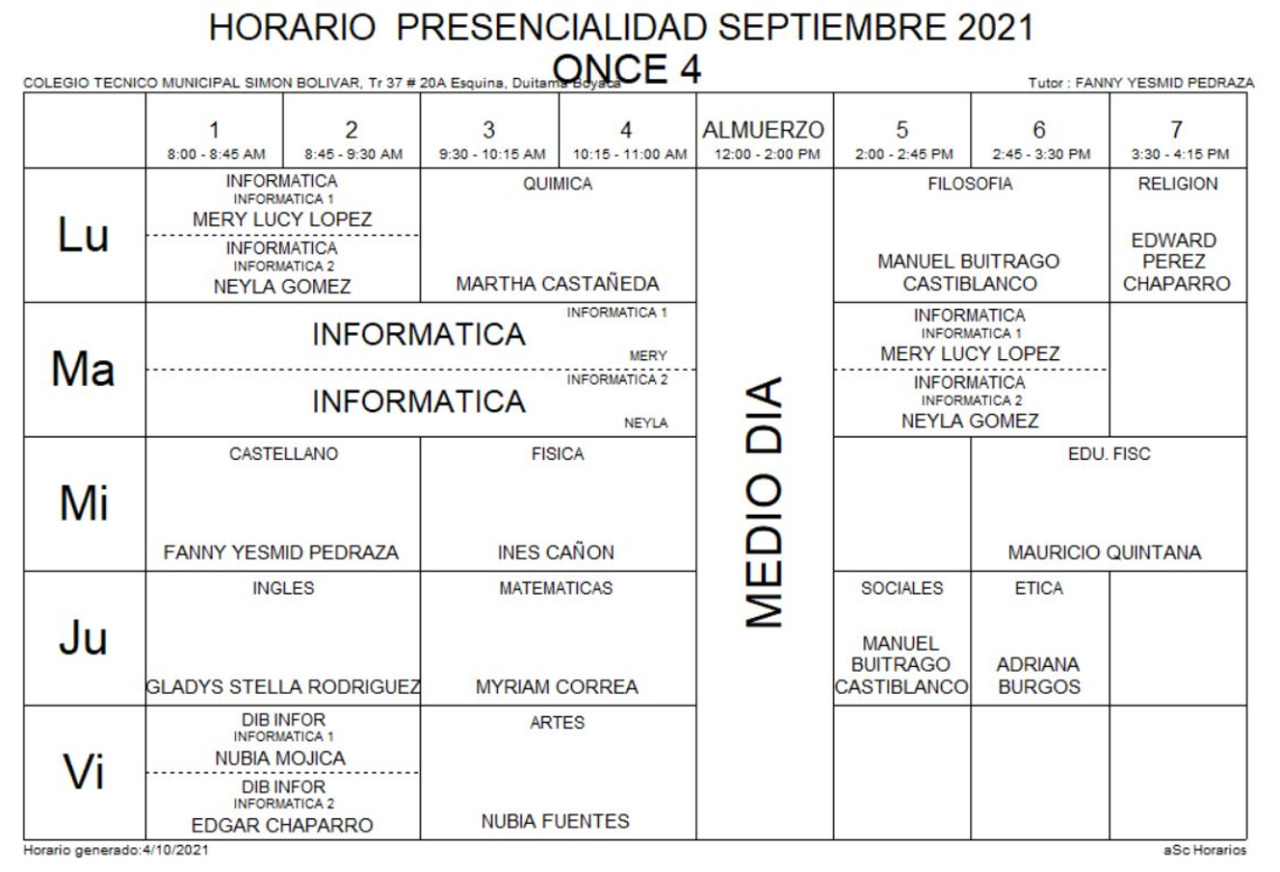 HORARIO PRESENCIALIDAD SEPTIEMBRE 2021
ONCE 4
COLEGIO TECNICO MUNICIPAL SIMON BOLIVAR, Tr 37 # 20A Esquina, Duitama Boyaca
Tutor : FANNY YESMID PEDRAZA
1 2 3 4 ALMUERZO 5 6 7
8:00 - 8:45 AM 8:45 - 9:30 AM 9:30 - 10:15 AM 10:15 - 11:00 AM 12:00 - 2:00 PM 2:00 - 2:45 PM 2:45 - 3:30 PM 3:30 - 4:15 PM
Lu
INFORMATICA
INFORMATICA 1
MERY LUCY LOPEZ
INFORMATICA
INFORMATICA 2
NEYLA GOMEZ
QUIMICA
MARTHA CASTAÑEDA
MEDIO DIA
FILOSOFIA
MANUEL BUITRAGO
CASTIBLANCO
RELIGION
EDWARD
PEREZ
CHAPARRO
Ma
INFORMATICA
INFORMATICA 1
MERY
INFORMATICA
INFORMATICA 2
NEYLA
INFORMATICA
INFORMATICA 1
MERY LUCY LOPEZ
INFORMATICA
INFORMATICA 2
NEYLA GOMEZ
Mi
CASTELLANO
FANNY YESMID PEDRAZA
FISICA
INES CAÑON
EDU. FISC
MAURICIO QUINTANA
Ju
INGLES
GLADYS STELLA RODRIGUEZ
MATEMATICAS
MYRIAM CORREA
SOCIALES
MANUEL
BUITRAGO
CASTIBLANCO
ETICA
ADRIANA
BURGOS
Vi
DIB INFOR
INFORMATICA 1
NUBIA MOJICA
DIB INFOR
INFORMATICA 2
EDGAR CHAPARRO
ARTES
NUBIA FUENTES
Horario generado:4/10/2021
aSc Horarios